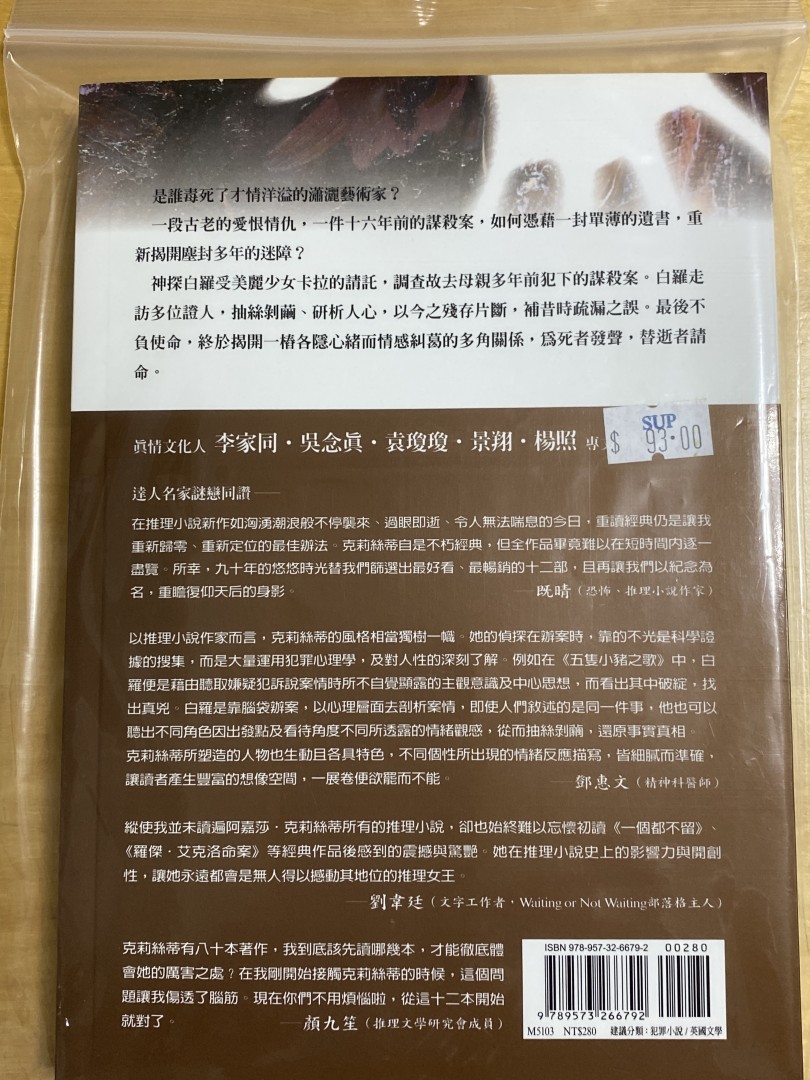 是誰毒死了才情洋溢的瀟灑藝術家？
一段古老的愛恨情仇，一件十六年前的謀殺案，如何憑藉一封單薄的遺書，重
新揭開塵封多年的迷障？
神探白羅受美麗少女卡拉的請託，調查故去母親多年前犯下的謀殺案。白羅走
訪多位證人，抽絲剝繭、研析人心，以今之殘存片斷，補昔時疏漏之誤。最後不
負使命，終於揭開一樁各隱心緒而情感糾葛的多角關係，爲死者發聲，替逝者請
命。
眞情文化人 李家同・吳念眞・袁瓊瓊・景翔・楊照 專
SUP
$ 93.00
達人名家謎戀同讚——
在推理小說新作如洶湧潮浪般不停襲來、過眼即逝、令人無法喘息的今日，重讀經典仍是讓我
重新歸零、重新定位的最佳辦法。克莉絲蒂自是不朽經典，但全作品畢竟難以在短時間內逐一
盡覽。所幸，九十年的悠悠時光替我們篩選出最好看、最暢銷的十二部，且再讓我們以紀念為
名，重瞻復仰天后的身影。 ——既晴（恐怖、推理小說作家）
以推理小說作家而言，克莉絲蒂的風格相當獨樹一幟。她的偵探在辦案時，靠的不光是科學證
據的搜集，而是大量運用犯罪心理學，及對人性的深刻了解。例如在《五隻小豬之歌》中，白
羅便是藉由聽取嫌疑犯訴說案情時所不自覺顯露的主觀意識及中心思想，而看出其中破綻，找
出真兇。白羅是靠腦袋辦案，以心理層面去剖析案情，即使人們敘述的是同一件事，他也可以
聽出不同角色因出發點及看待角度不同所透露的情緒觀感，從而抽絲剝繭，還原事實真相。
克莉絲蒂所塑造的人物也生動且各具特色，不同個性所出現的情緒反應描寫，皆細膩而準確，
讓讀者產生豐富的想像空間，一展卷便欲罷而不能。 ——鄧惠文（精神科醫師）
縱使我並未讀遍阿嘉莎．克莉絲蒂所有的推理小說，卻也始終難以忘懷初讀《一個都不留》、
《羅傑．艾克洛命案》等經典作品後感到的震撼與驚艷。她在推理小說史上的影響力與開創
性，讓她永遠都會是無人得以撼動其地位的推理女王。
——劉韋廷（文字工作者，Waiting or Not Waiting部落格主人）
克莉絲蒂有八十本著作，我到底該先讀哪幾本，才能徹底體
會她的厲害之處？在我剛開始接觸克莉絲蒂的時候，這個問
題讓我傷透了腦筋。現在你們不用煩惱啦，從這十二本開始
就對了。 ——顏九笙（推理文學研究會成員）
ISBN 978-957-32-6679-2 00280
9 789573 266792
M5103 NT$280 建議分類：犯罪小說 / 英國文學